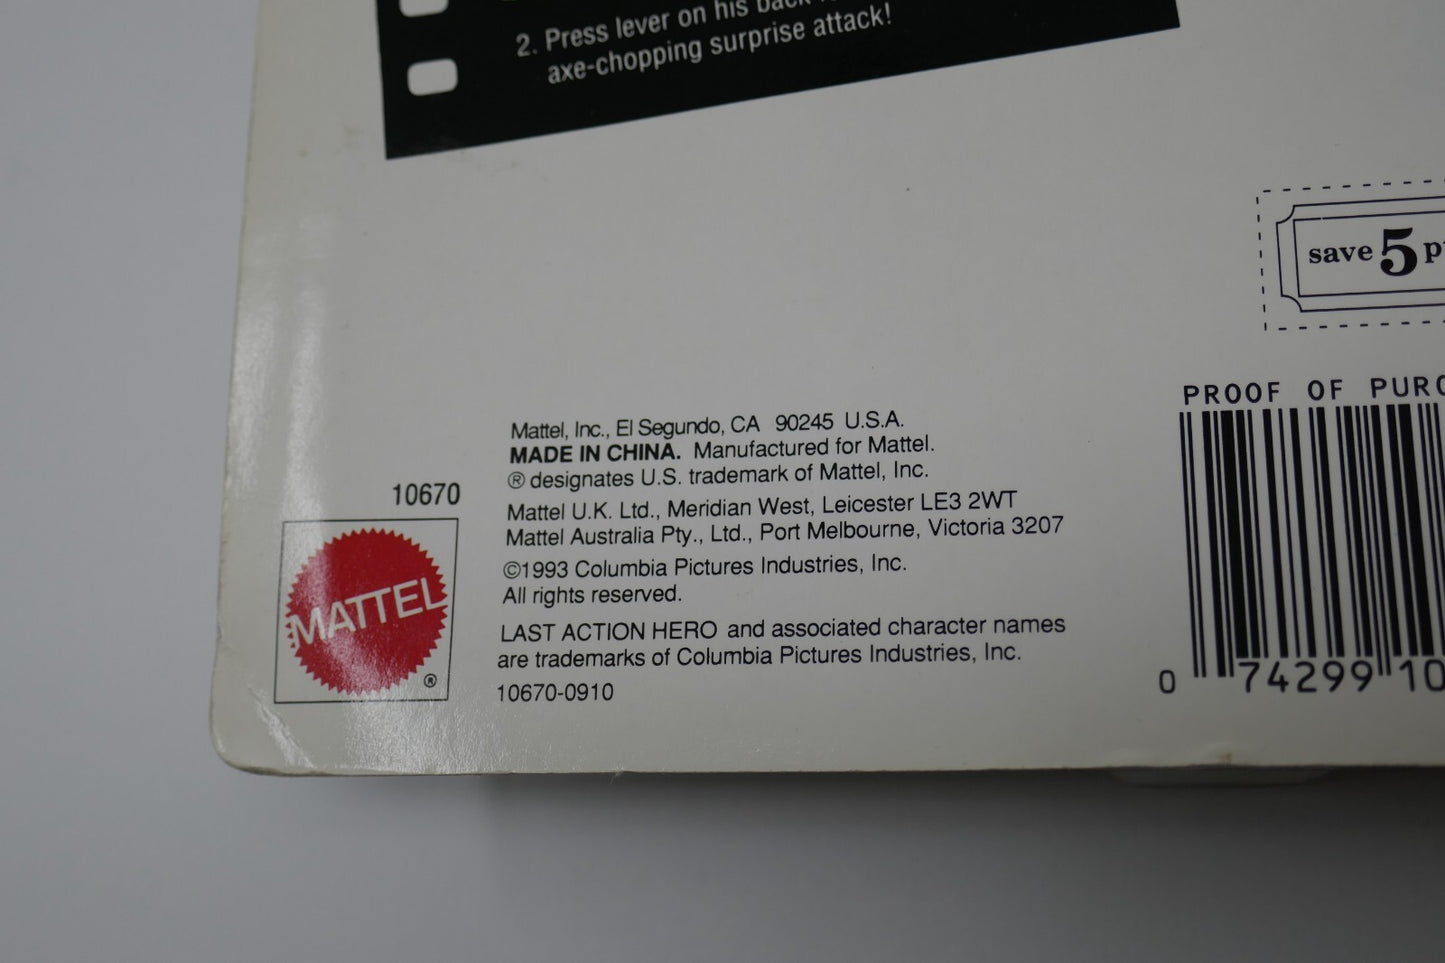 2. Press lever on his back
axe-chopping surprise attack!
save 5
PROOF OF
Mattel, Inc., El Segundo, CA 90245 U.S.A.
MADE IN CHINA. Manufactured for Mattel.
® designates U.S. trademark of Mattel, Inc.
10670
Mattel U.K. Ltd., Meridian West, Leicester LE3 2WT
Mattel Australia Pty., Ltd., Port Melbourne, Victoria 3207
©1993 Columbia Pictures Industries, Inc.
All rights reserved.
MATTEL
®
LAST ACTION HERO and associated character names
are trademarks of Columbia Pictures Industries, Inc.
10670-0910
0 74299 10